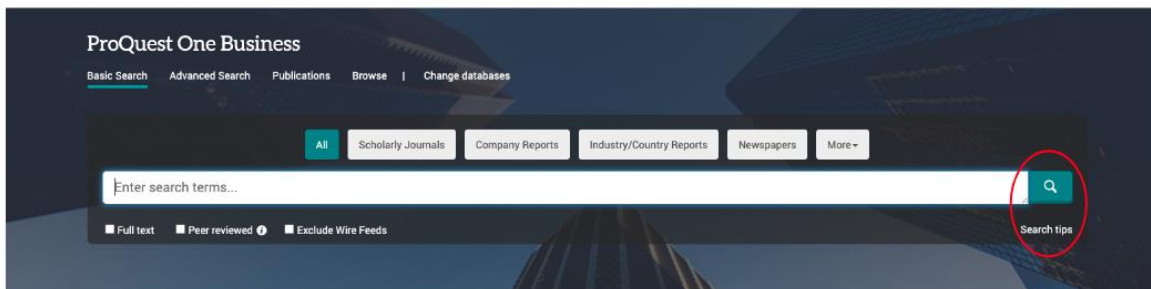 ProQuest One Business
Basic Search Advanced Search Publications Browse | Change databases
All Scholarly Journals Company Reports Industry/Country Reports Newspapers More
Enter search terms...
Full text Peer reviewed i Exclude Wire Feeds
Search tips